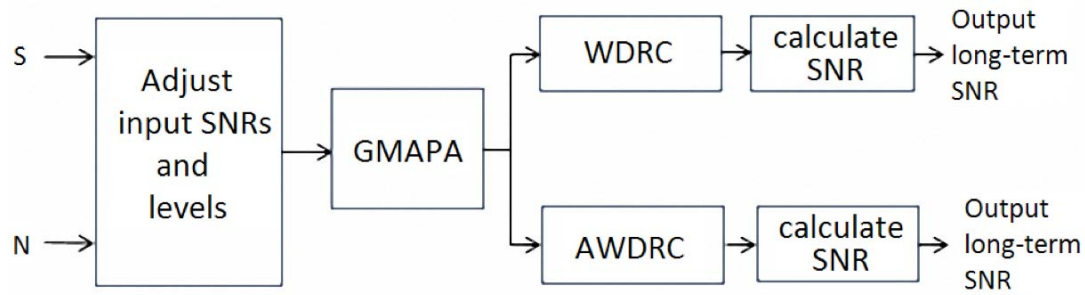 S
N
Adjust
input SNRs
and
levels
GMAPA
WDRC
calculate
SNR
Output
long-term
SNR
AWDRC
calculate
SNR
Output
long-term
SNR